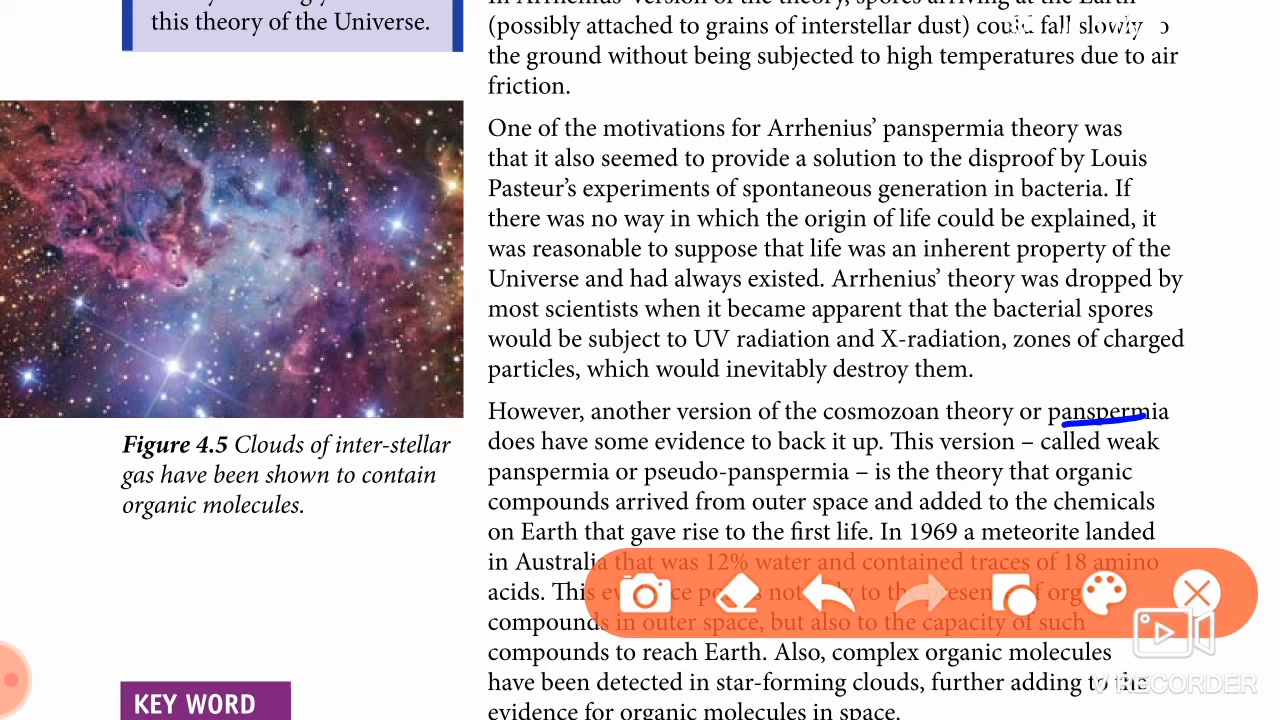 this theory of the Universe.
(possibly attached to grains of interstellar dust) could fall slowly to
the ground without being subjected to high temperatures due to air
friction.
One of the motivations for Arrhenius’ panspermia theory was
that it also seemed to provide a solution to the disproof by Louis
Pasteur’s experiments of spontaneous generation in bacteria. If
there was no way in which the origin of life could be explained, it
was reasonable to suppose that life was an inherent property of the
Universe and had always existed. Arrhenius’ theory was dropped by
most scientists when it became apparent that the bacterial spores
would be subject to UV radiation and X-radiation, zones of charged
particles, which would inevitably destroy them.
However, another version of the cosmozoan theory or panspermia
does have some evidence to back it up. This version – called weak
panspermia or pseudo-panspermia – is the theory that organic
compounds arrived from outer space and added to the chemicals
on Earth that gave rise to the first life. In 1969 a meteorite landed
in Australia that was 12% water and contained traces of 18 amino
acids. This to the
compounds in outer space, but also to the capacity of such
compounds to reach Earth. Also, complex organic molecules
have been detected in star-forming clouds, further adding to the
evidence for organic molecules in space.
Figure 4.5 Clouds of inter-stellar
gas have been shown to contain
organic molecules.
KEY WORD
RECORDER